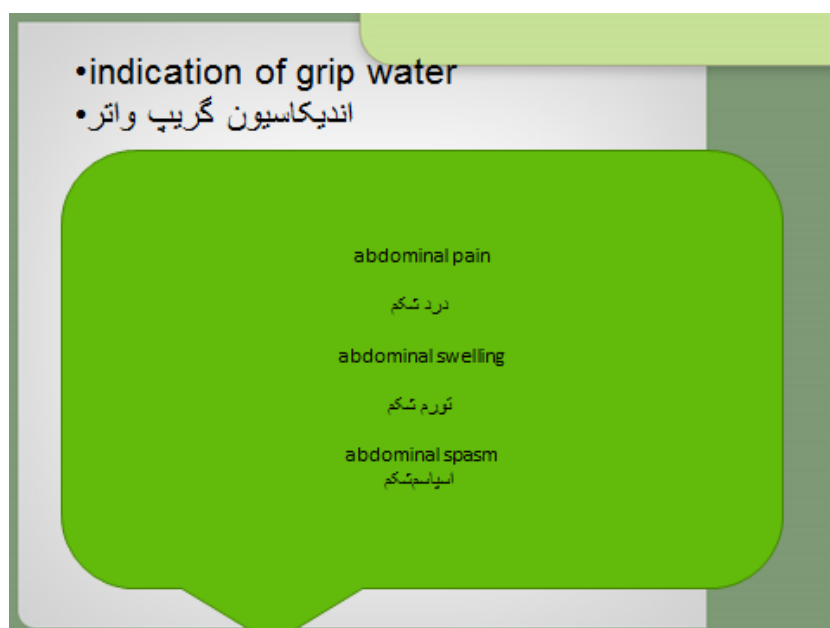 •indication of grip water
•اندیکاسیون گریپ واتر
abdominal pain
درد شکم
abdominal swelling
تورم شکم
abdominal spasm
اسپاسم‌شکم